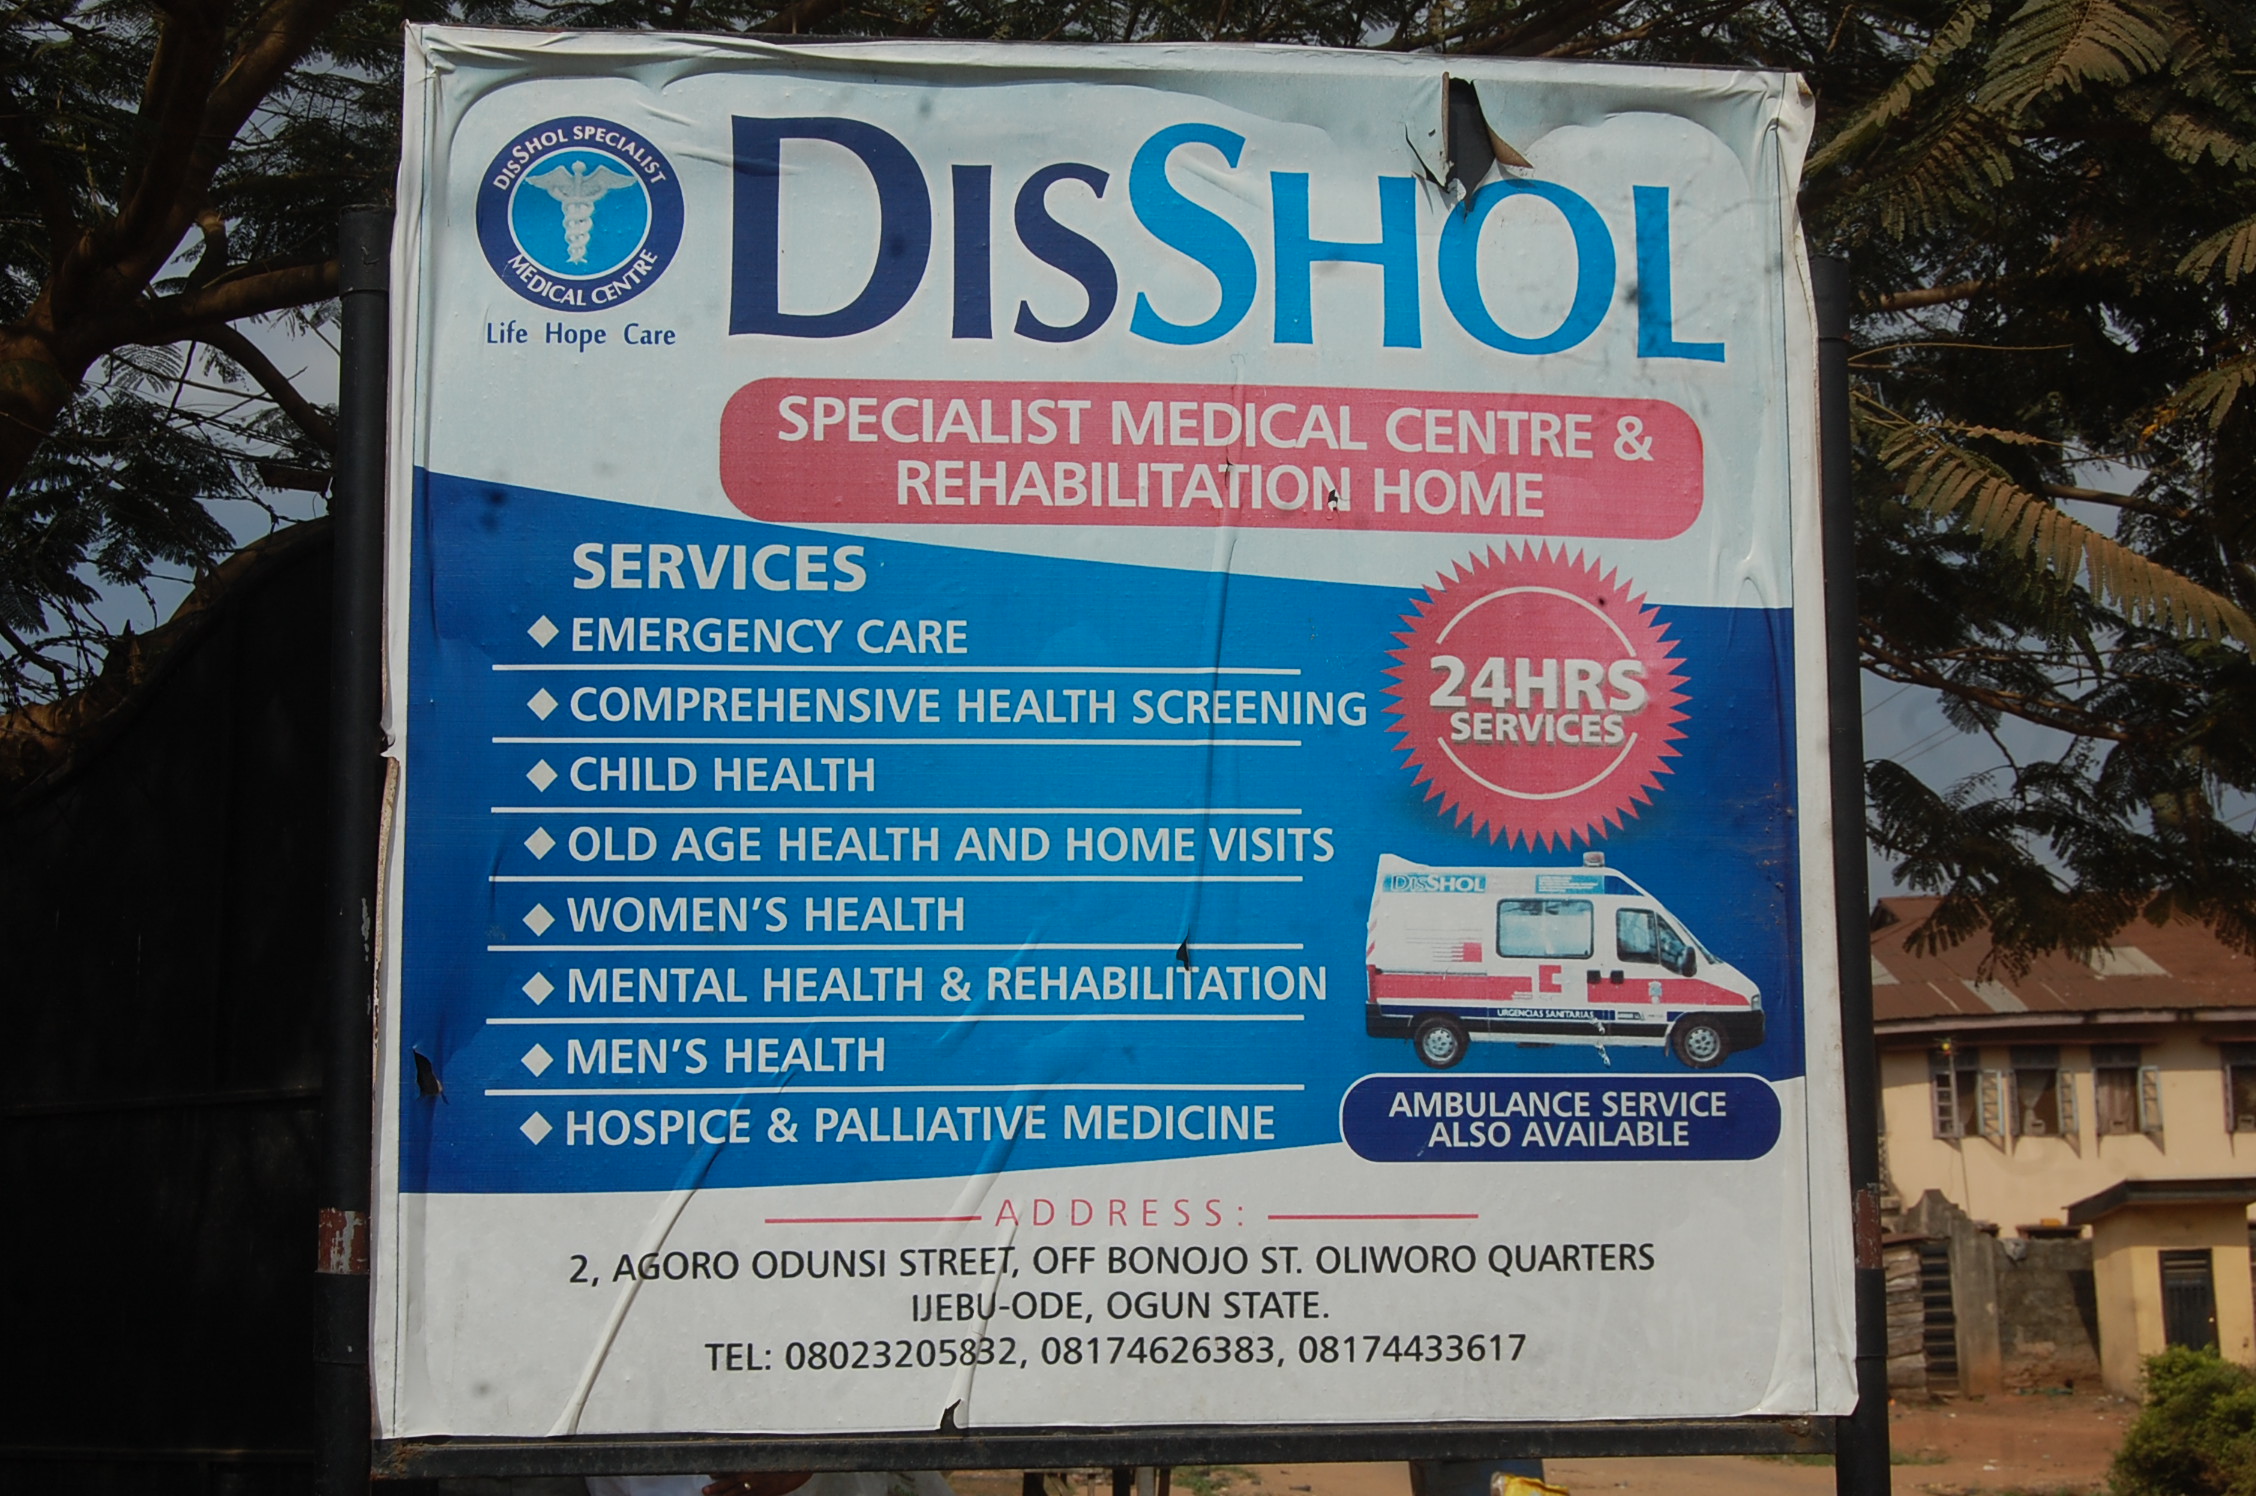 DISSHOL SPECIALIST
MEDICAL CENTRE
Life Hope Care
DISSHOL
SPECIALIST MEDICAL CENTRE &
REHABILITATION HOME
SERVICES
EMERGENCY CARE
COMPREHENSIVE HEALTH SCREENING
CHILD HEALTH
OLD AGE HEALTH AND HOME VISITS
WOMEN'S HEALTH
MENTAL HEALTH & REHABILITATION
MEN'S HEALTH
HOSPICE & PALLIATIVE MEDICINE
24HRS
SERVICES
DISSHOL
URGENCIAS SANITARIAS
AMBULANCE SERVICE
ALSO AVAILABLE
ADDRESS:
2, AGORO ODUNSI STREET, OFF BONOJO ST. OLIWORO QUARTERS
IJEBU-ODE, OGUN STATE.
TEL: 08023205832, 08174626383, 08174433617